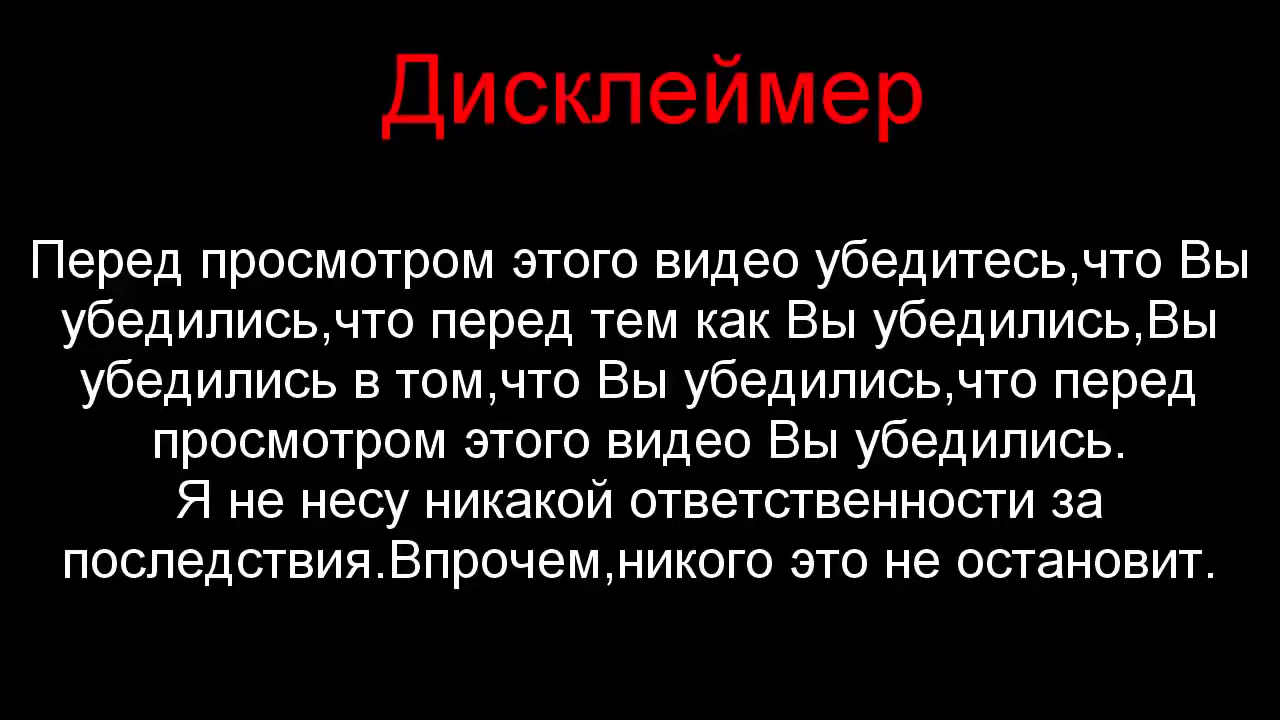 Дисклеймер
Перед просмотром этого видео убедитесь,что Вы
убедились,что перед тем как Вы убедились,Вы
убедились в том,что Вы убедились,что перед
просмотром этого видео Вы убедились.
Я не несу никакой ответственности за
последствия.Впрочем,никого это не остановит.